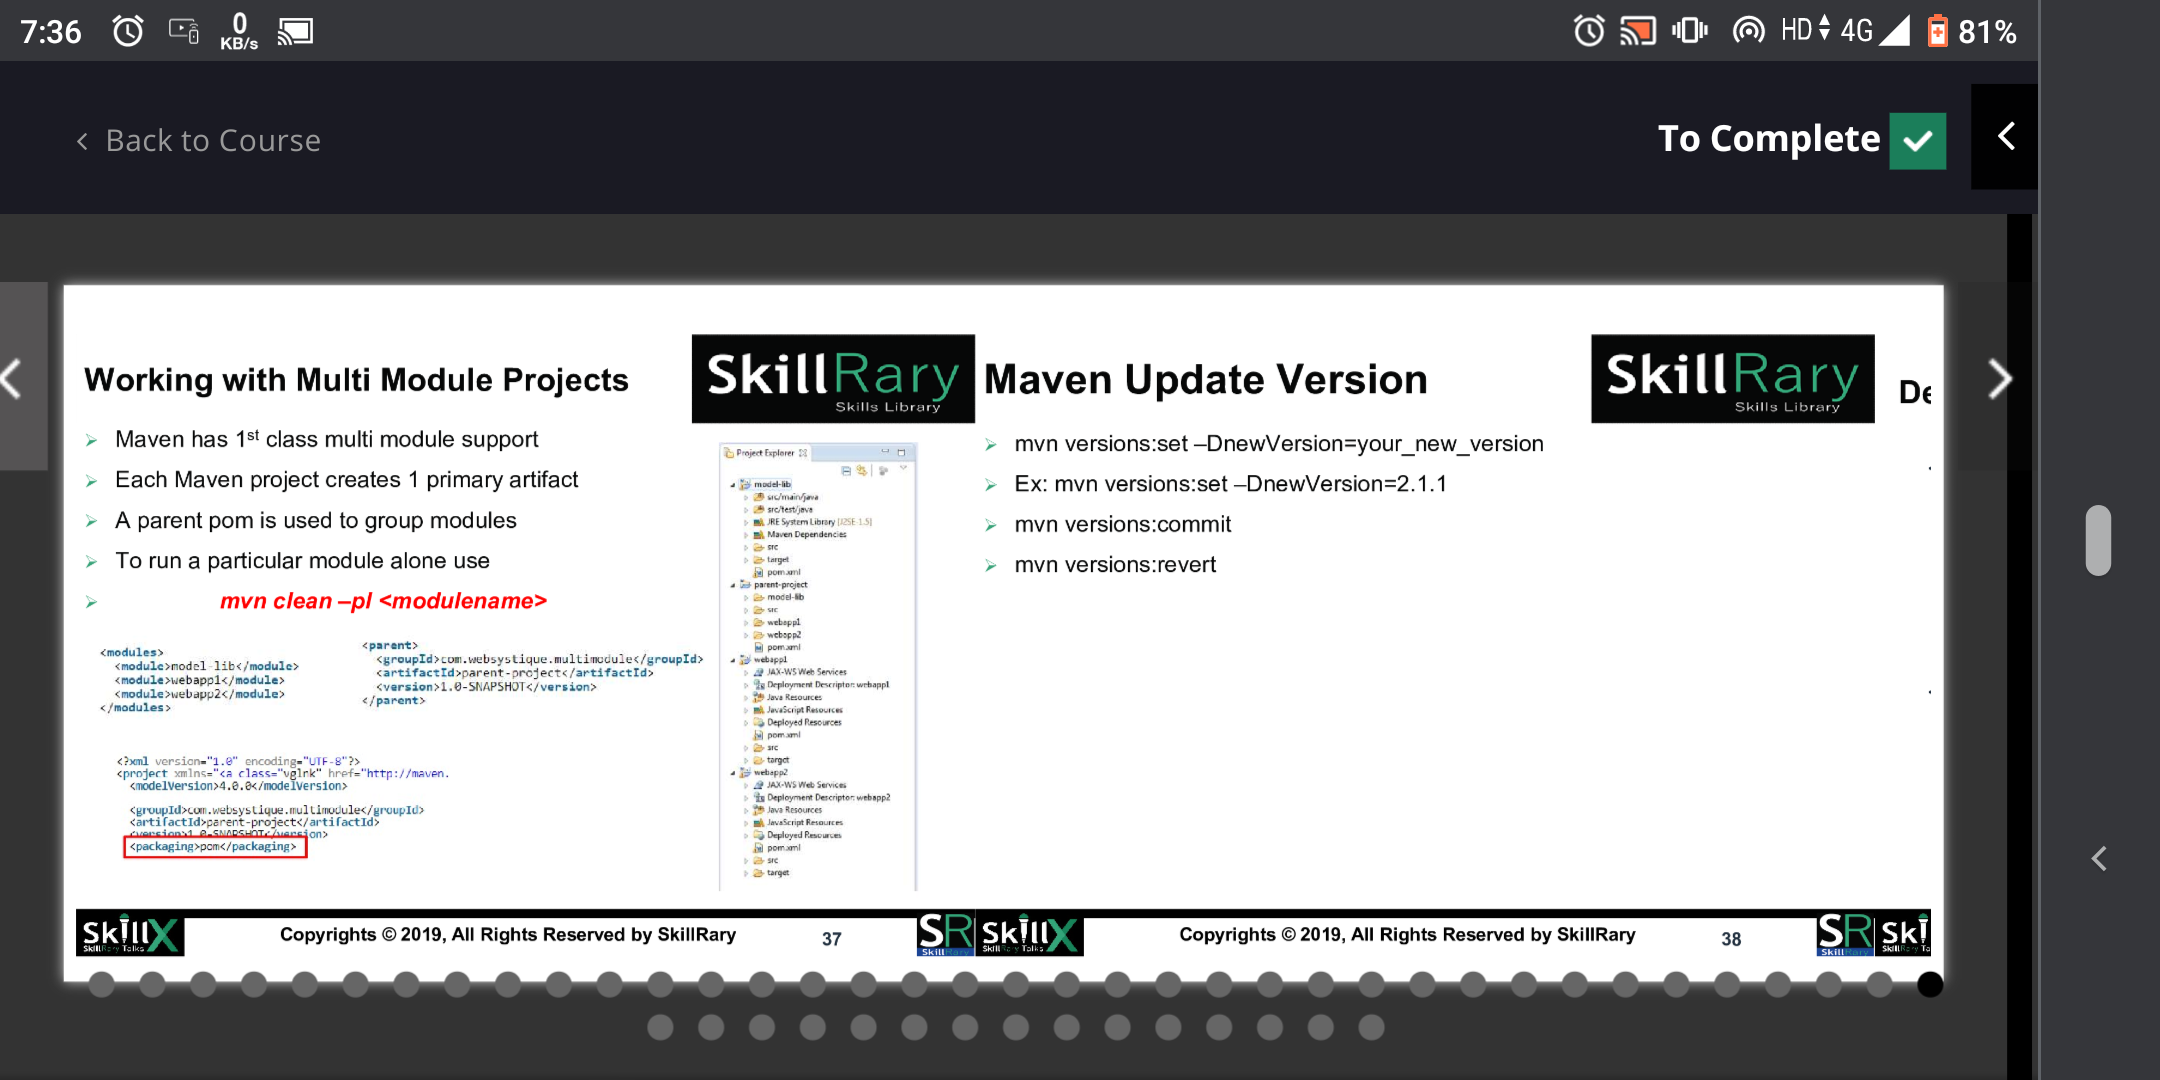 7:36
0
KB/s
HD 4G 81%
Back to Course
To Complete
SkillRary
Skills Library
Working with Multi Module Projects
Maven has 1st class multi module support
Each Maven project creates 1 primary artifact
A parent pom is used to group modules
To run a particular module alone use
mvn clean –pl <modulename>
<modules>
<module>model-lib</module>
<module>webapp1</module>
<module>webapp2</module>
</modules>
<parent>
<groupId>com.websystique.multimodule</groupId>
<artifactId>parent-project</artifactId>
<version>1.0-SNAPSHOT</version>
</parent>
<?xml version="1.0" encoding="UTF-8"?>
<project xmlns="<a class="vglnk" href="http://maven.
<modelVersion>4.0.0</modelVersion>
<groupId>com.websystique.multimodule</groupId>
<artifactId>parent-project</artifactId>
<version>1.0-SNAPSHOT</version>
<packaging>pom</packaging>
Project Explorer
model-lib
src/main/java
src/test/java
JRE System Library [J2SE-1.5]
Maven Dependencies
src
target
pom.xml
parent-project
model-lib
src
webapp1
webapp2
pom.xml
webapp1
JAX-WS Web Services
Deployment Descriptor: webapp1
Java Resources
JavaScript Resources
Deployed Resources
pom.xml
src
target
webapp2
JAX-WS Web Services
Deployment Descriptor: webapp2
Java Resources
JavaScript Resources
Deployed Resources
pom.xml
src
target
SkillX
SkillRary Talks
Copyrights © 2019, All Rights Reserved by SkillRary
37
SR
SkillRary
Maven Update Version
SkillRary
Skills Library
mvn versions:set –DnewVersion=your_new_version
Ex: mvn versions:set –DnewVersion=2.1.1
mvn versions:commit
mvn versions:revert
SkillX
SkillRary Talks
Copyrights © 2019, All Rights Reserved by SkillRary
38
SR
SkillRary
De
Ski
SkillRary Ta